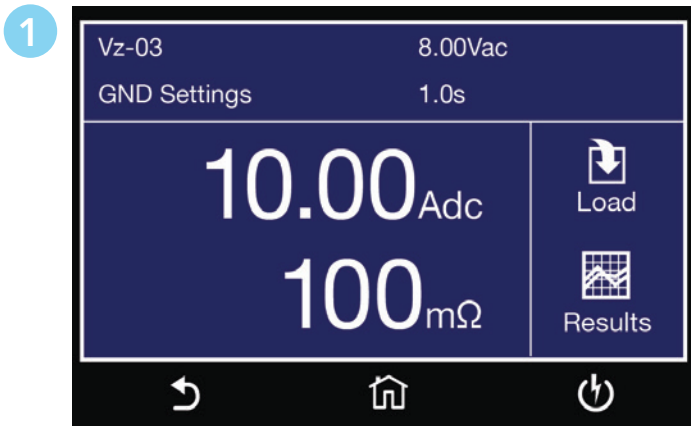 1
Vz-03 8.00Vac
GND Settings 1.0s
10.00Adc
Load
100mΩ
Results